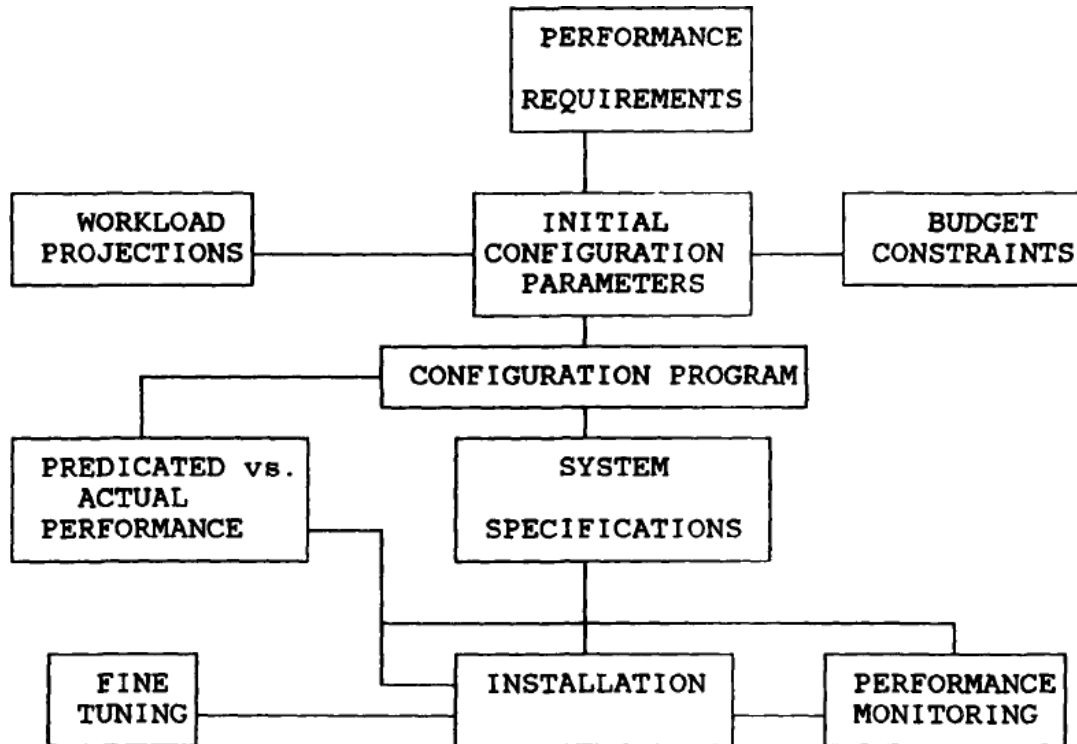 PERFORMANCE
REQUIREMENTS
WORKLOAD
PROJECTIONS
INITIAL
CONFIGURATION
PARAMETERS
BUDGET
CONSTRAINTS
CONFIGURATION PROGRAM
PREDICATED vs.
ACTUAL
PERFORMANCE
SYSTEM
SPECIFICATIONS
FINE
TUNING
INSTALLATION
PERFORMANCE
MONITORING